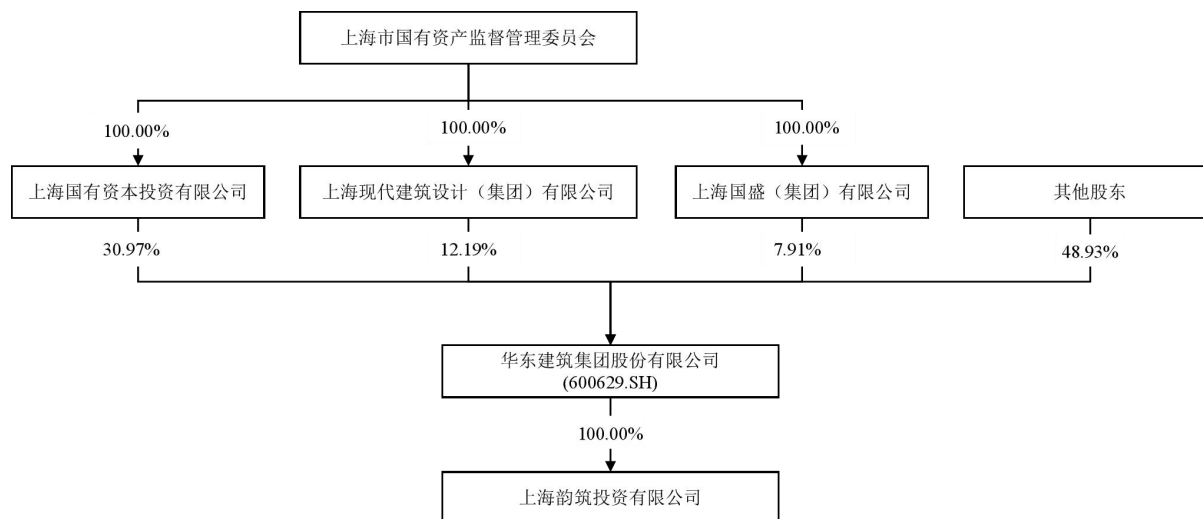 上海市国有资产监督管理委员会
100.00%
100.00%
100.00%
上海国有资本投资有限公司
上海现代建筑设计（集团）有限公司
上海国盛（集团）有限公司
其他股东
30.97%
12.19%
7.91%
48.93%
华东建筑集团股份有限公司
(600629.SH)
100.00%
上海韵筑投资有限公司